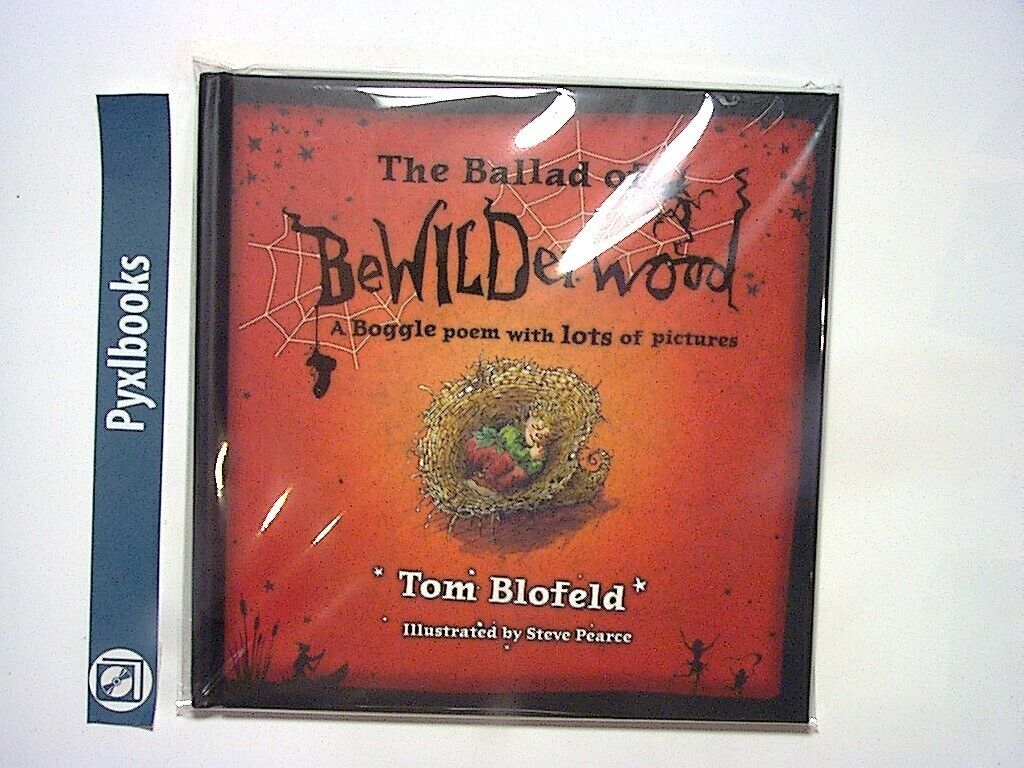 Pyxlbooks
The Ballad of
BeWILDerwood
A Boggle poem with lots of pictures
Tom Blofeld
Illustrated by Steve Pearce